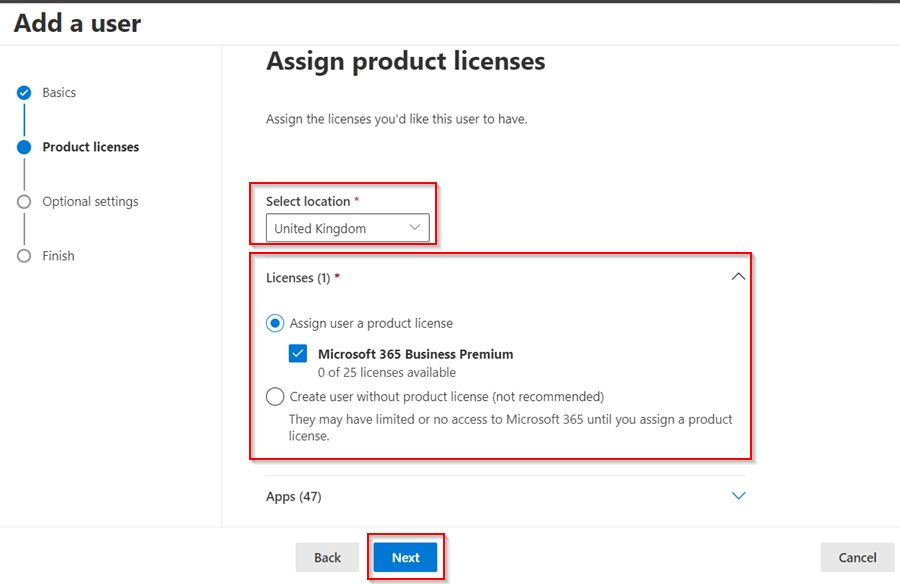 Add a user
Assign product licenses
Basics
Product licenses
Optional settings
Finish
Assign the licenses you'd like this user to have.
Select location *
United Kingdom
Licenses (1) *
Assign user a product license
Microsoft 365 Business Premium
0 of 25 licenses available
Create user without product license (not recommended)
They may have limited or no access to Microsoft 365 until you assign a product
license.
Apps (47)
Back
Next
Cancel